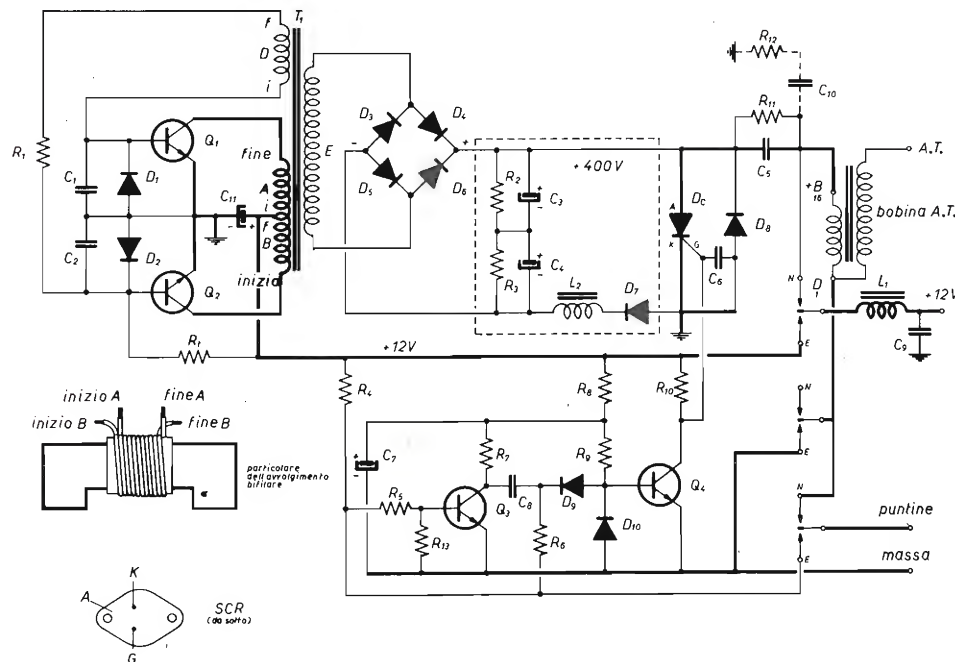 f T1
D
i
R12
C10
R11
R1
Q1
D3 D4
- +
D5 D6
E
fine
A
i
f
B
inizio
C1
D1
C11
- +
C2
D2
Q2
+400V
R2
+
C3
-
R3
+
C4
-
L2
D7
A
Dc
K
G
C6
D8
C5
+B
16
A.T.
bobina A.T.
D
1
N
L1
+12V
E
C9
Rt
+12V
R4
R8
R10
inizio A fine A
inizio B fine B
particolare
dell'avvolgimento
bifilare
+
C7
-
R7
R9
R5
Q3
C8
D9
Q4
R13
R6
D10
N
E
N
puntine
E
massa
K
A
SCR
(da sotto)
G